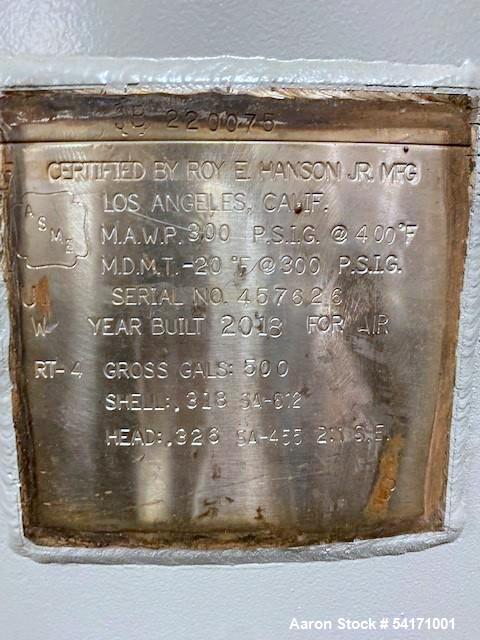 220075
CERTIFIED BY ROY E. HANSON JR. MFG
LOS ANGELES, CALIF.
ASME
M.A.W.P. 300 P.S.I.G. @ 400°F
M.D.M.T. -20 °F @ 300 P.S.I.G.
U SERIAL NO. 457626
W YEAR BUILT 2018 FOR AIR
RT-4 GROSS GALS: 500
SHELL: .318 SA-612
HEAD: .326 SA-455 2:1 S.E.
Aaron Stock # 54171001